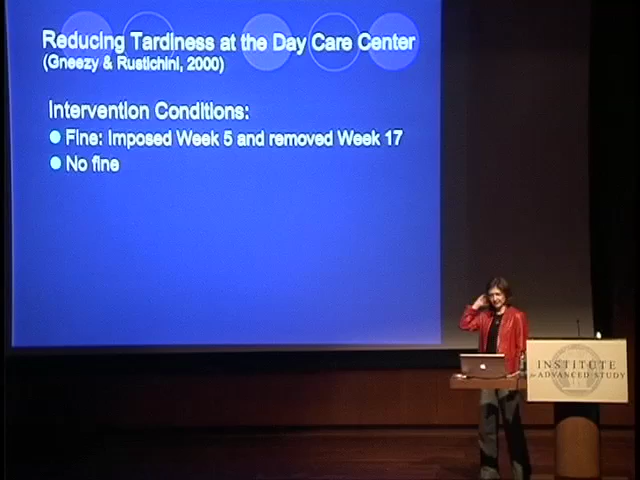 Reducing Tardiness at the Day Care Center
(Gneezy & Rustichini, 2000)
Intervention Conditions:
Fine: Imposed Week 5 and removed Week 17
No fine
INSTITUTE
for ADVANCED STUDY